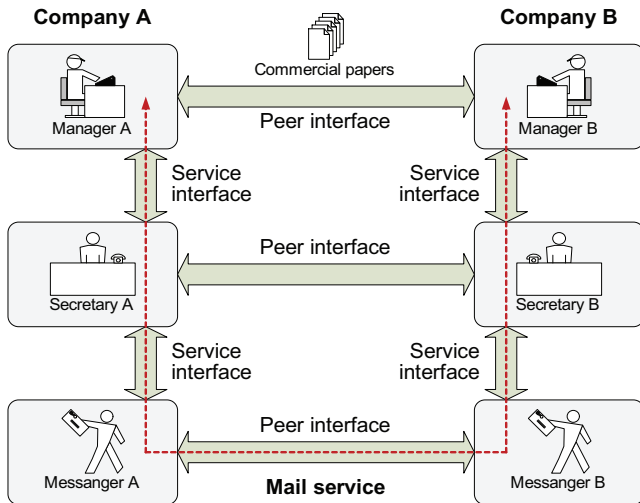 Company A
Company B
Commercial papers
Manager A
Peer interface
Manager B
Service
interface
Service
interface
Peer interface
Secretary A
Secretary B
Service
interface
Service
interface
Peer interface
Messanger A
Mail service
Messanger B